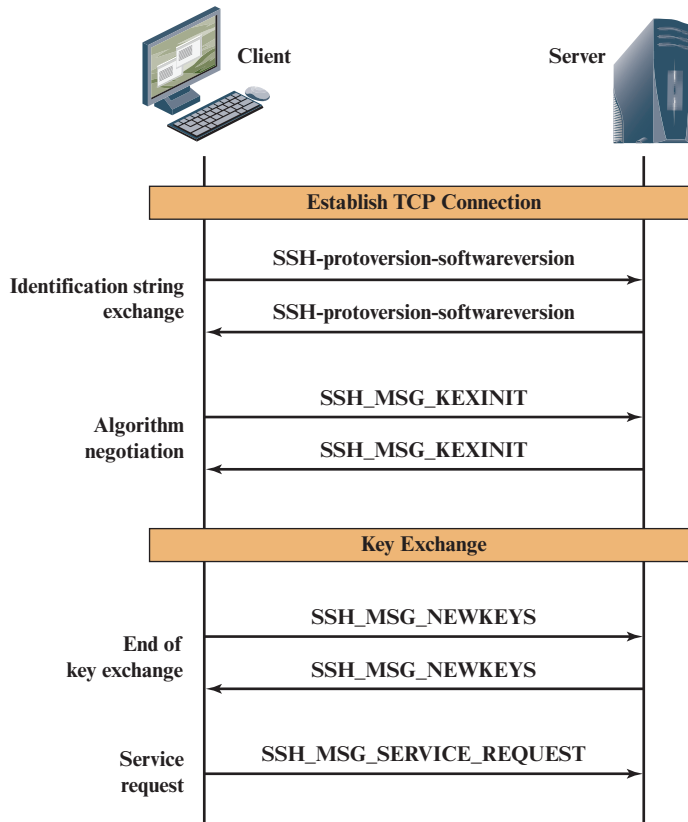 Client
Server
Establish TCP Connection
SSH-protoversion-softwareversion
Identification string
exchange
SSH-protoversion-softwareversion
SSH_MSG_KEXINIT
Algorithm
negotiation
SSH_MSG_KEXINIT
Key Exchange
SSH_MSG_NEWKEYS
End of
key exchange
SSH_MSG_NEWKEYS
SSH_MSG_SERVICE_REQUEST
Service
request